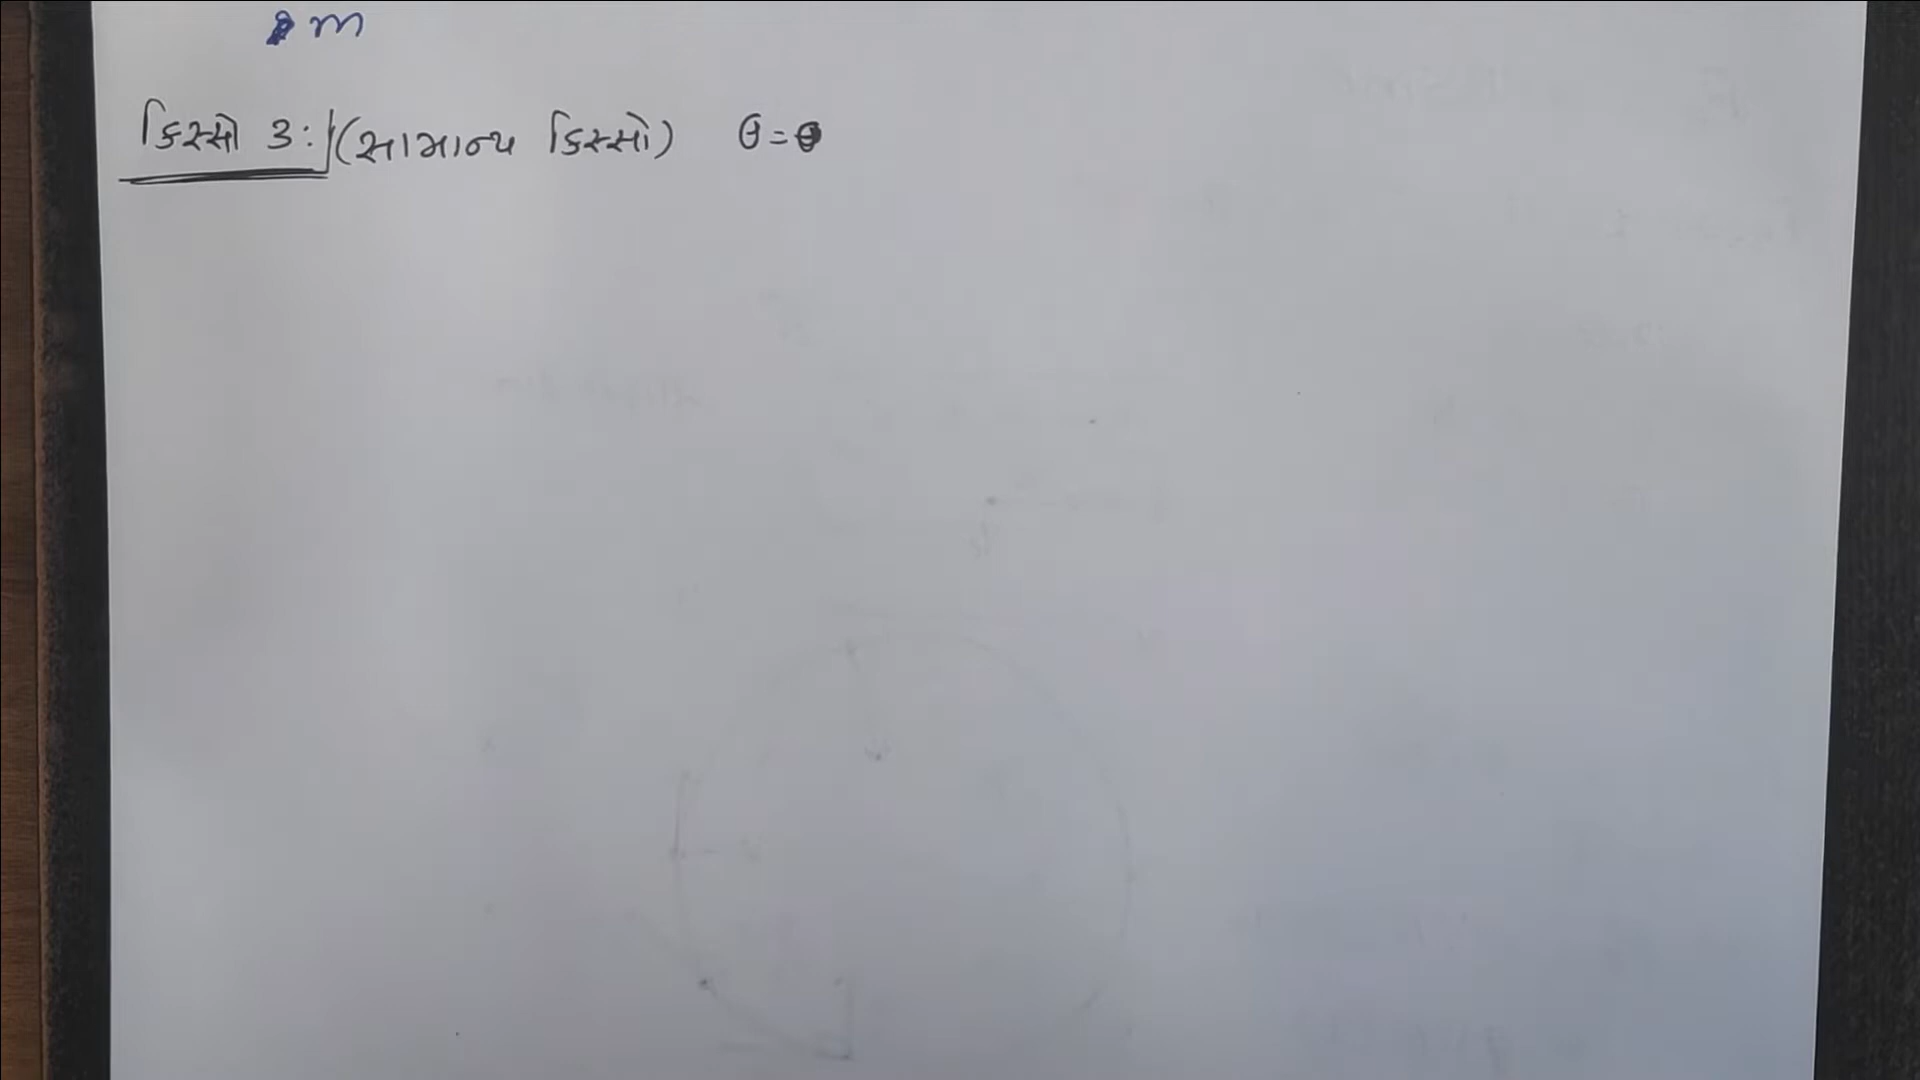 m
કિસ્સો 3: (સામાન્ય કિસ્સો) θ = θ